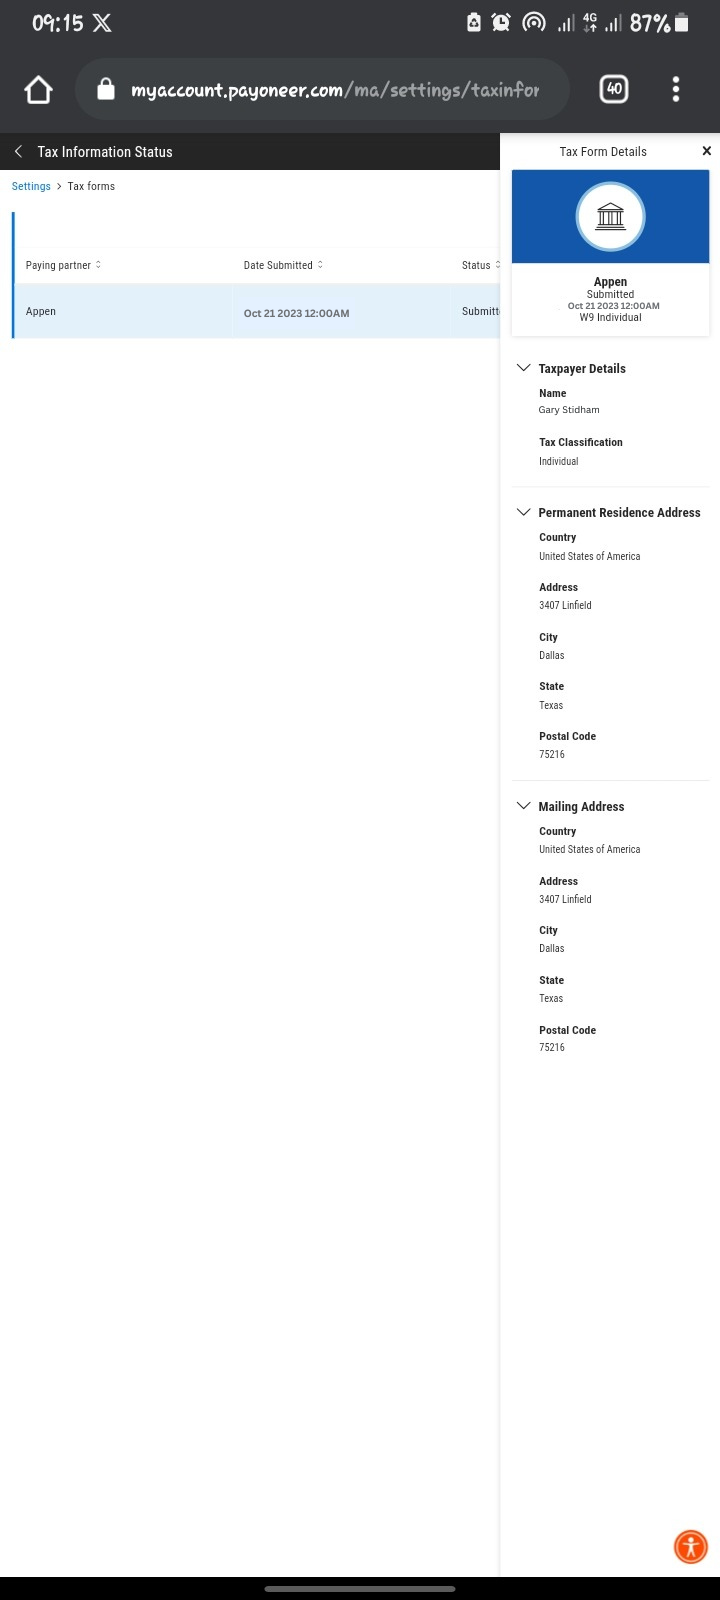 09:15 X 4G 87%
40
myaccount.payoneer.com/ma/settings/taxinfor
Tax Information Status
Settings > Tax forms
Paying partner
Date Submitted
Status
Appen
Oct 21 2023 12:00AM
Submitt
Tax Form Details
Appen
Submitted
Oct 21 2023 12:00AM
W9 Individual
Taxpayer Details
Name
Gary Stidham
Tax Classification
Individual
Permanent Residence Address
Country
United States of America
Address
3407 Linfield
City
Dallas
State
Texas
Postal Code
75216
Mailing Address
Country
United States of America
Address
3407 Linfield
City
Dallas
State
Texas
Postal Code
75216